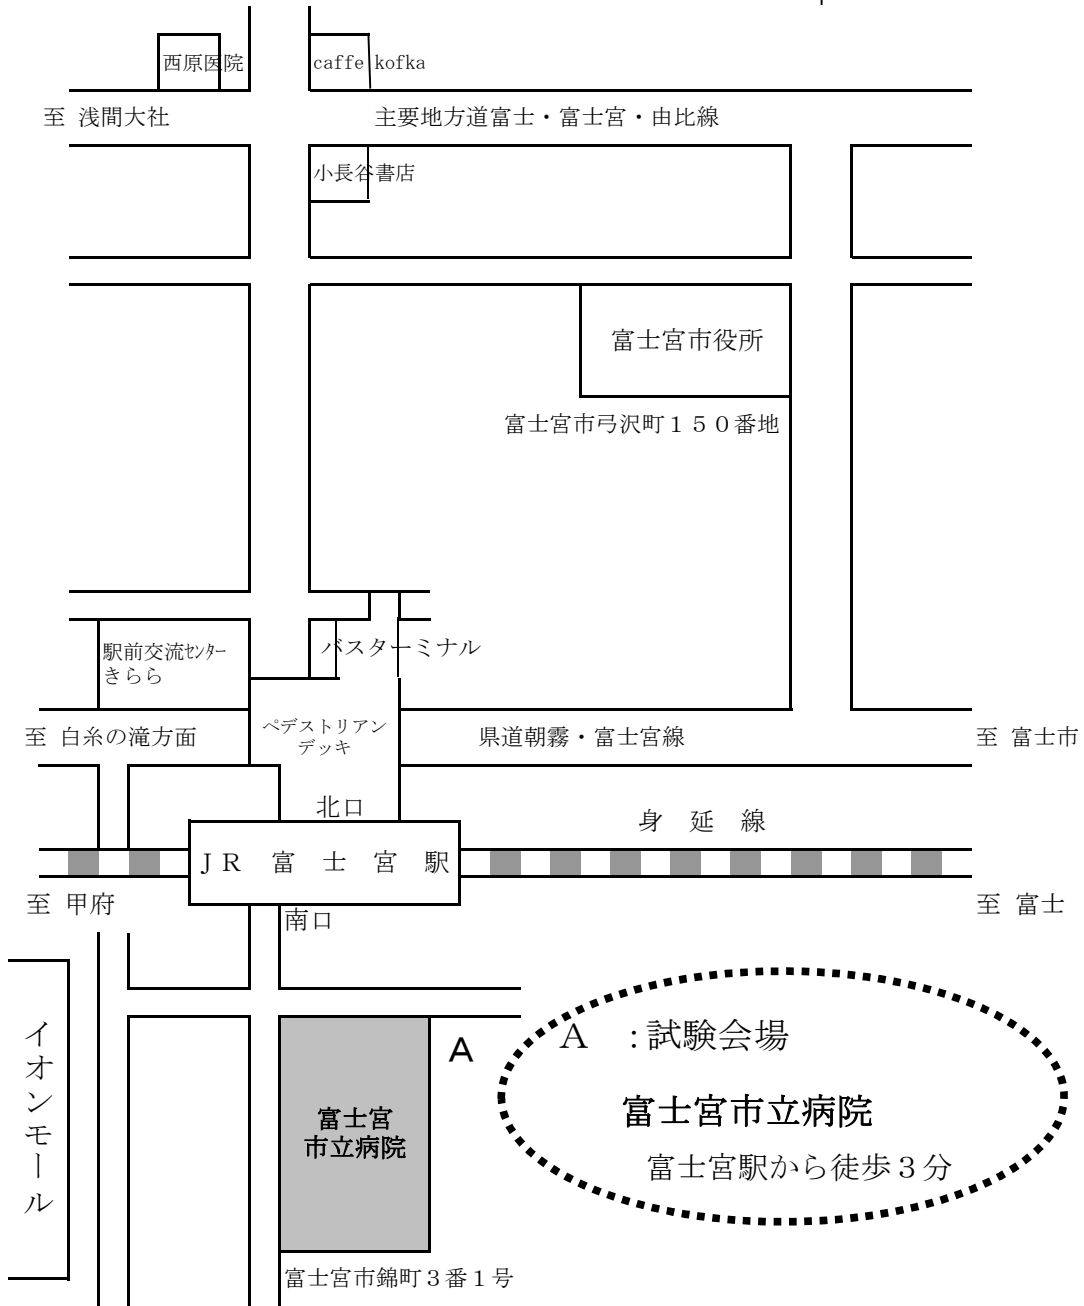 西原医院
caffe kofka
至 浅間大社
主要地方道富士・富士宮・由比線
小長谷書店
富士宮市役所
富士宮市弓沢町１５０番地
駅前交流ｾﾝﾀｰ
きらら
バスターミナル
至 白糸の滝方面
ペデストリアン
デッキ
県道朝霧・富士宮線
至 富士市
北口
身 延 線
ＪＲ 富 士 宮 駅
至 甲府
南口
至 富士
イオンモール
A
A ：試験会場
富士宮
市立病院
富士宮市立病院
富士宮駅から徒歩３分
富士宮市錦町３番１号